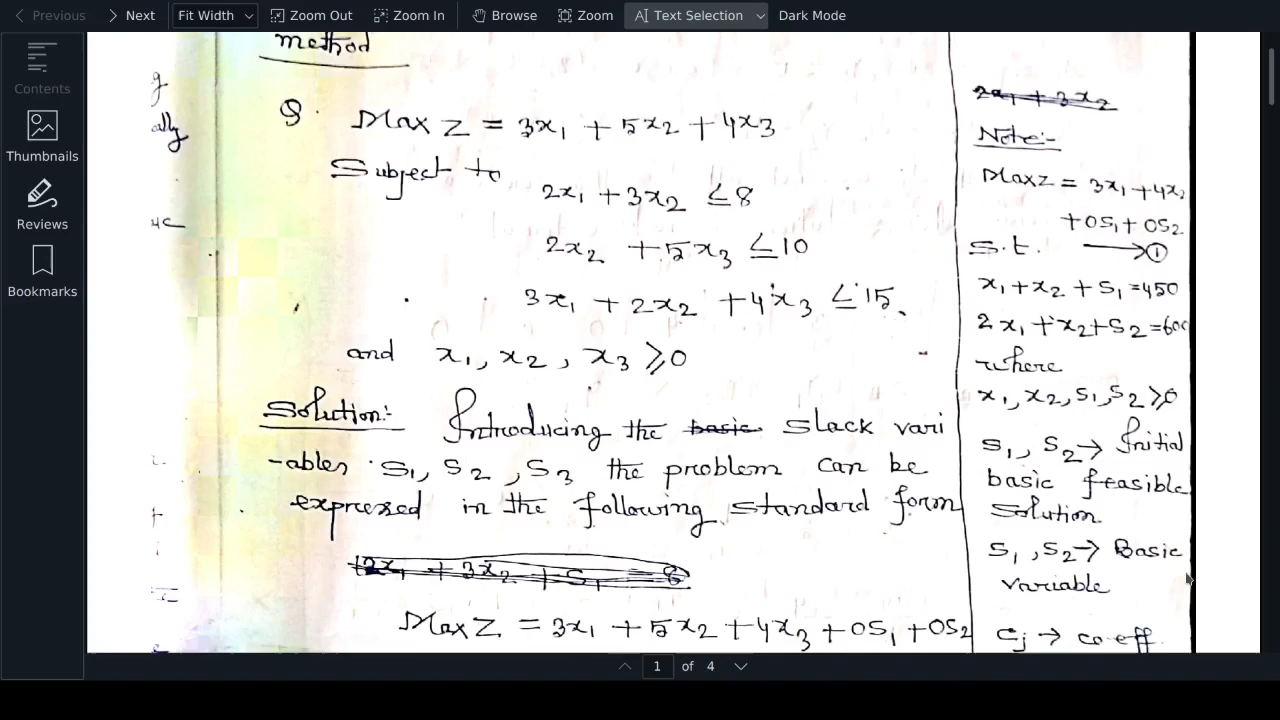 Previous Next Fit Width Zoom Out Zoom In Browse Zoom Text Selection Dark Mode
Contents
Thumbnails
Reviews
Bookmarks
method
Q. Max Z = 3x₁ + 5x₂ + 4x₃
Subject to
2x₁ + 3x₂ ≤ 8
2x₂ + 5x₃ ≤ 10
3x₁ + 2x₂ + 4x₃ ≤ 15.
and x₁, x₂, x₃ ≥ 0
Solution:- Introducing the basic slack vari
-ables s₁, s₂, s₃ the problem can be
expressed in the following standard form
2x₁ + 3x₂ + s₁ = 8
Max Z = 3x₁ + 5x₂ + 4x₃ + 0s₁ + 0s₂
2x₁ + 3x₂
Note:-
Max Z = 3x₁ + 4x₂
+ 0s₁ + 0s₂
s.t. → ①
x₁ + x₂ + s₁ = 450
2x₁ + x₂ + s₂ = 600
where
x₁, x₂, s₁, s₂ ≥ 0
s₁, s₂ → Initial
basic feasible
solution
s₁, s₂ → Basic
variable
Cj → co eff.
1 of 4